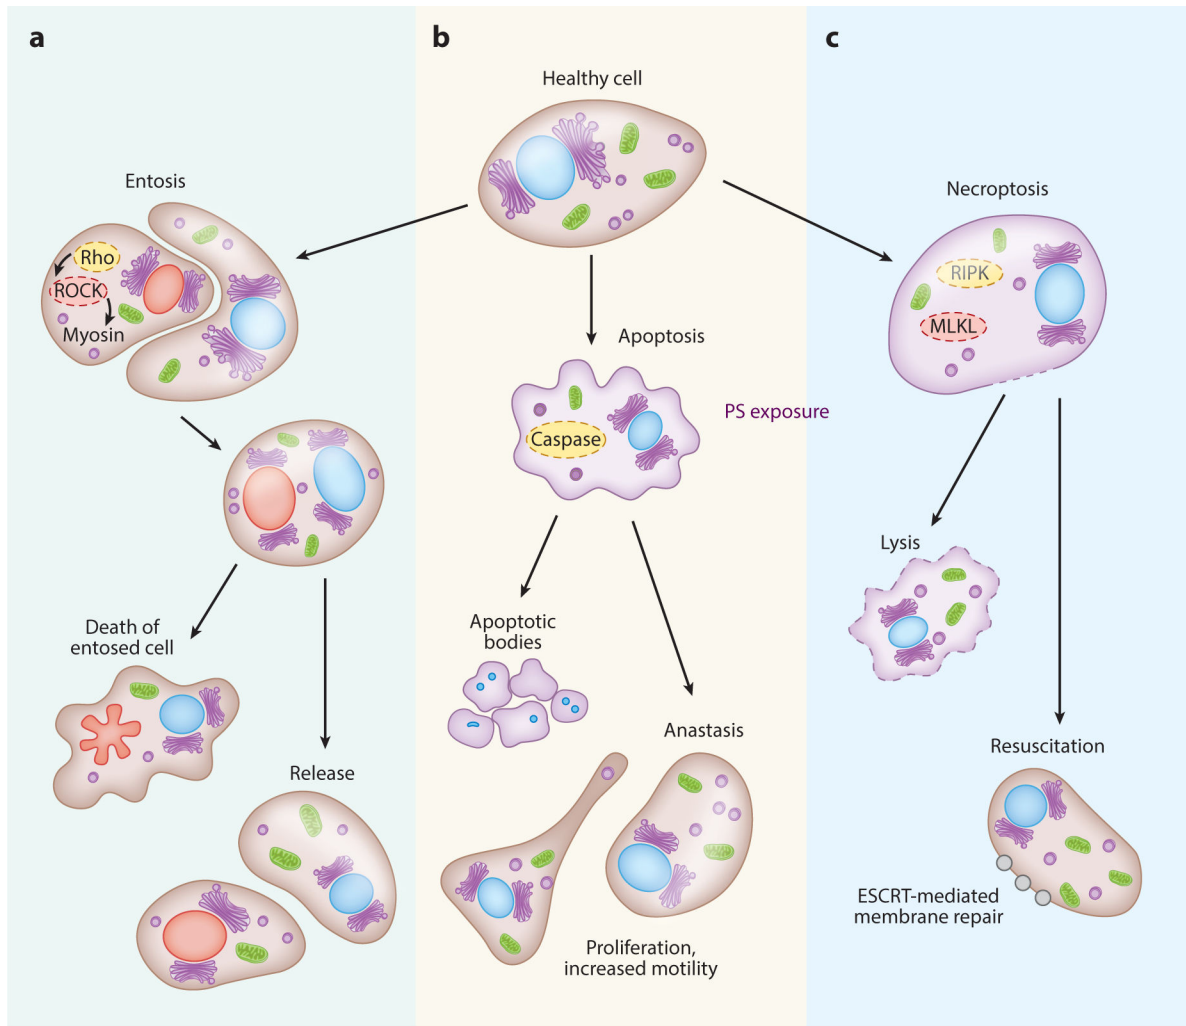 a
Entosis
Rho
ROCK
Myosin
Death of
entosed cell
Release
b
Healthy cell
Apoptosis
Caspase
PS exposure
Apoptotic
bodies
Anastasis
Proliferation,
increased motility
c
Necroptosis
RIPK
MLKL
Lysis
Resuscitation
ESCRT-mediated
membrane repair